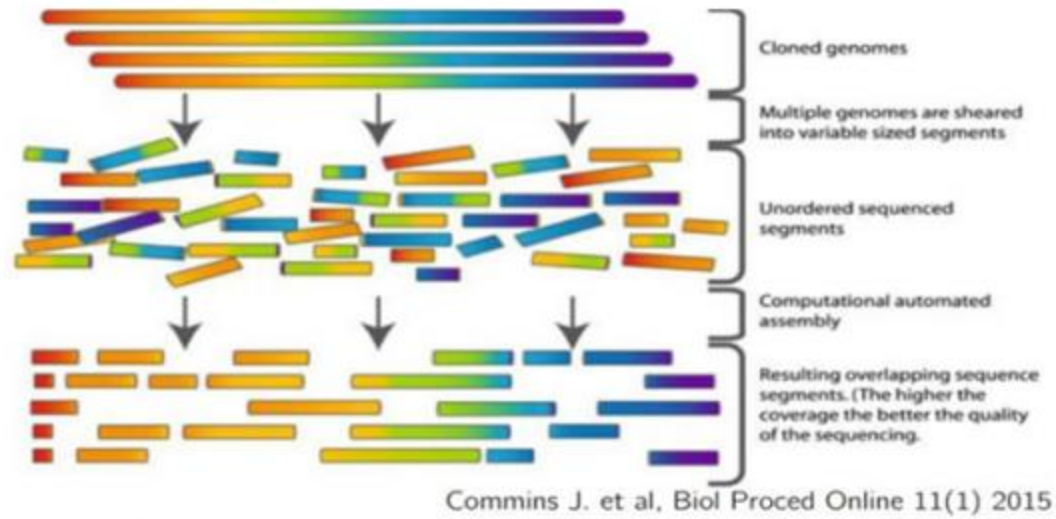 Cloned genomes
Multiple genomes are sheared
into variable sized segments
Unordered sequenced
segments
Computational automated
assembly
Resulting overlapping sequence
segments. (The higher the
coverage the better the quality
of the sequencing.
Commins J. et al, Biol Proced Online 11(1) 2015